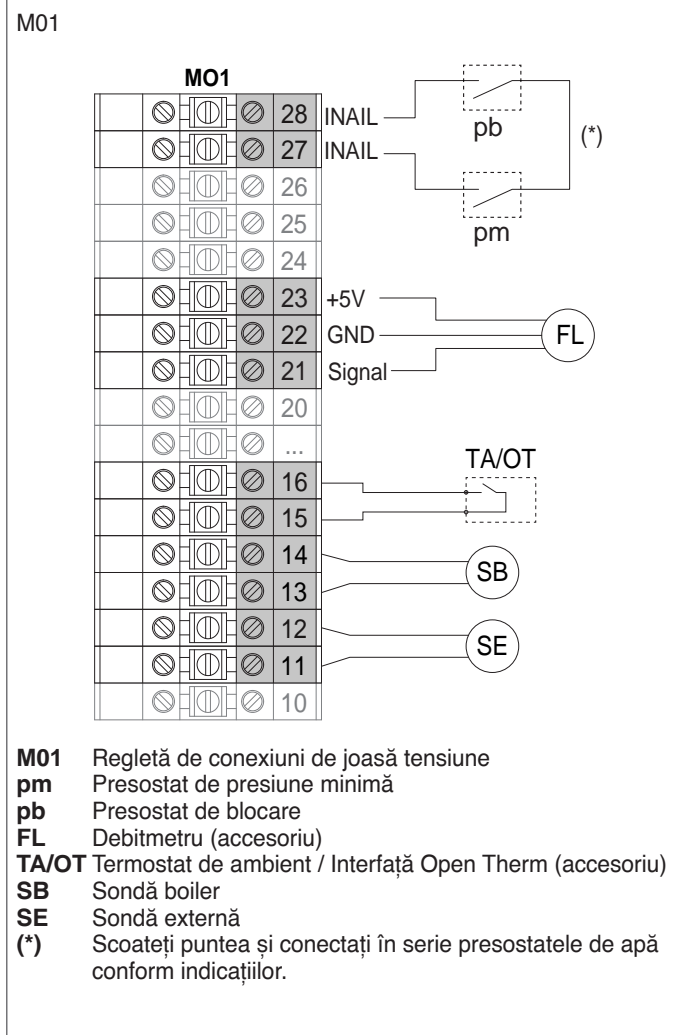 M01
MO1
28 INAIL
pb
(*)
27 INAIL
26
pm
25
24
23 +5V
22 GND FL
21 Signal
20
...
TA/OT
16
15
14
SB
13
12
SE
11
10
M01 Regletă de conexiuni de joasă tensiune
pm Presostat de presiune minimă
pb Presostat de blocare
FL Debitmetru (accesoriu)
TA/OT Termostat de ambient / Interfață Open Therm (accesoriu)
SB Sondă boiler
SE Sondă externă
(*) Scoateți puntea și conectați în serie presostatele de apă
conform indicațiilor.